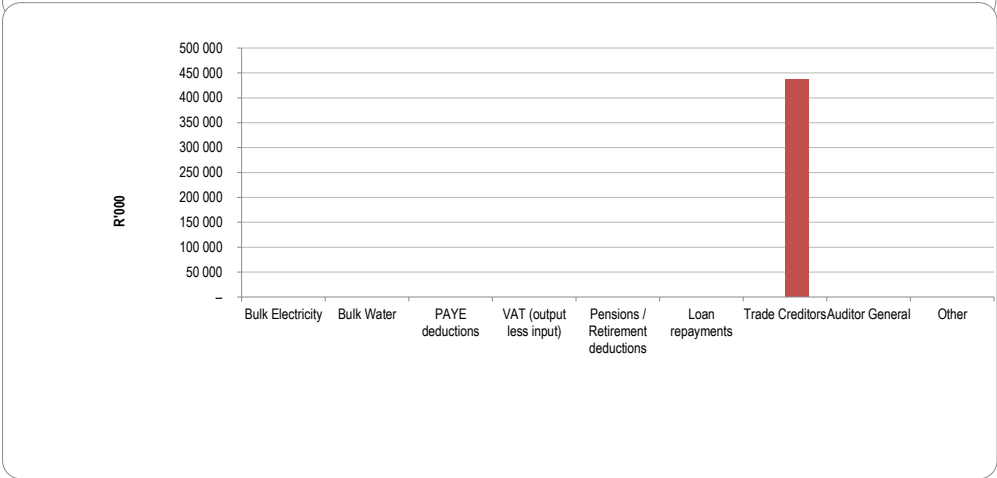 500 000
450 000
400 000
350 000
300 000
250 000
200 000
150 000
100 000
50 000
–
R'000
Bulk Electricity Bulk Water PAYE VAT (output Pensions / Loan Trade Creditors Auditor General Other
deductions less input) Retirement repayments
deductions